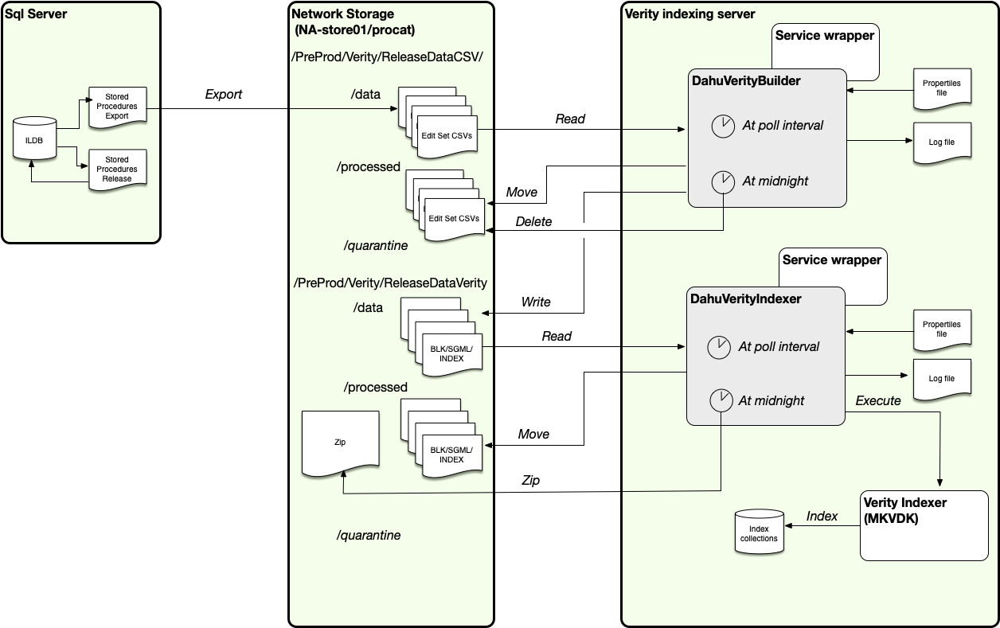 Sql Server
ILDB
Stored
Procedures
Export
Stored
Procedures
Release
Export
Network Storage
(NA-store01/procat)
/PreProd/Verity/ReleaseDataCSV/
/data
Edit Set CSVs
/processed
Edit Set CSVs
/quarantine
/PreProd/Verity/ReleaseDataVerity
/data
BLK/SGML/
INDEX
/processed
Zip
BLK/SGML/
INDEX
/quarantine
Read
Move
Delete
Write
Read
Move
Zip
Verity indexing server
Service wrapper
DahuVerityBuilder
At poll interval
At midnight
Propertiles
file
Log file
Service wrapper
DahuVerityIndexer
At poll interval
At midnight
Propertiles
file
Log file
Execute
Verity Indexer
(MKVDK)
Index
Index
collections